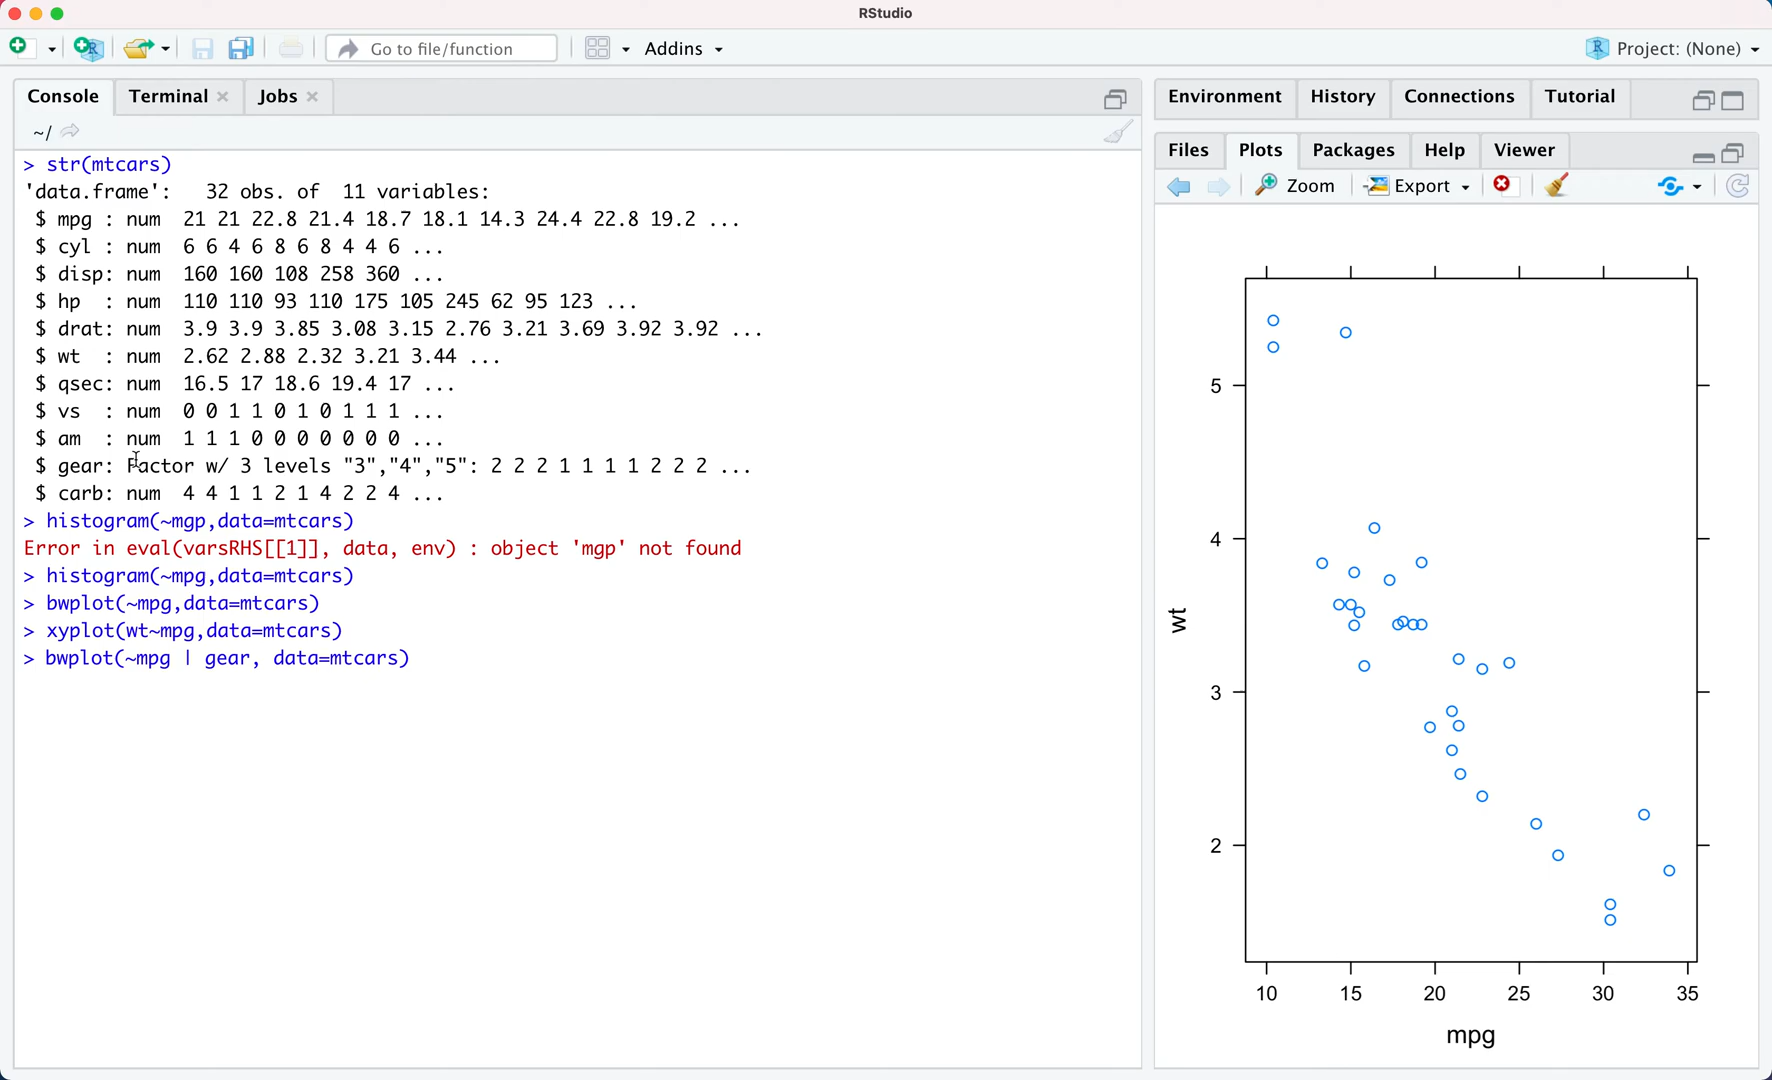 RStudio
Go to file/function
Addins
Project: (None)
Console Terminal Jobs
~/
> str(mtcars)
'data.frame':   32 obs. of  11 variables:
 $ mpg : num  21 21 22.8 21.4 18.7 18.1 14.3 24.4 22.8 19.2 ...
 $ cyl : num  6 6 4 6 8 6 8 4 4 6 ...
 $ disp: num  160 160 108 258 360 ...
 $ hp  : num  110 110 93 110 175 105 245 62 95 123 ...
 $ drat: num  3.9 3.9 3.85 3.08 3.15 2.76 3.21 3.69 3.92 3.92 ...
 $ wt  : num  2.62 2.88 2.32 3.21 3.44 ...
 $ qsec: num  16.5 17 18.6 19.4 17 ...
 $ vs  : num  0 0 1 1 0 1 0 1 1 1 ...
 $ am  : num  1 1 1 0 0 0 0 0 0 0 ...
 $ gear: Factor w/ 3 levels "3","4","5": 2 2 2 1 1 1 1 2 2 2 ...
 $ carb: num  4 4 1 1 2 1 4 2 2 4 ...
> histogram(~mgp,data=mtcars)
Error in eval(varsRHS[[1]], data, env) : object 'mgp' not found
> histogram(~mpg,data=mtcars)
> bwplot(~mpg,data=mtcars)
> xyplot(wt~mpg,data=mtcars)
> bwplot(~mpg | gear, data=mtcars)
Environment History Connections Tutorial
Files Plots Packages Help Viewer
Zoom Export
5
4
wt
3
2
10 15 20 25 30 35
mpg